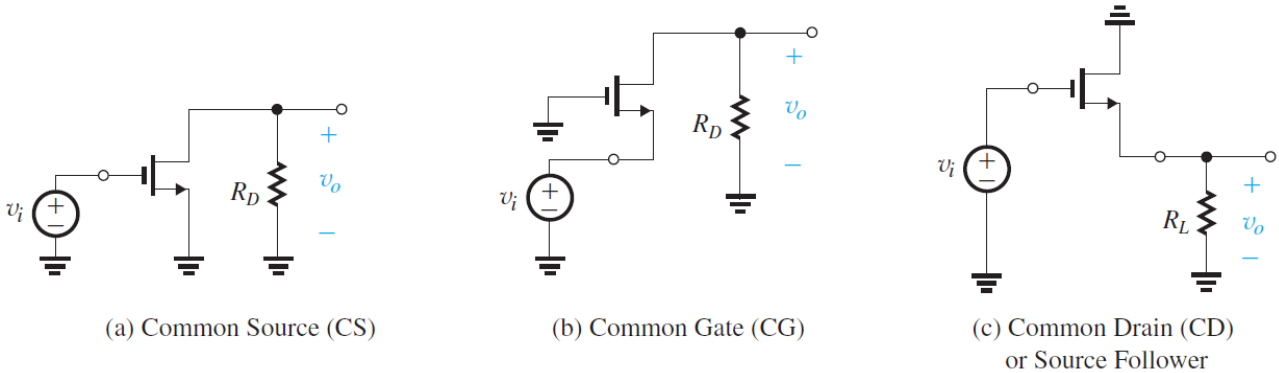 v_i
+
−
R_D
+
v_o
−
(a) Common Source (CS)
v_i
+
−
R_D
+
v_o
−
(b) Common Gate (CG)
v_i
+
−
R_L
+
v_o
−
(c) Common Drain (CD)
or Source Follower